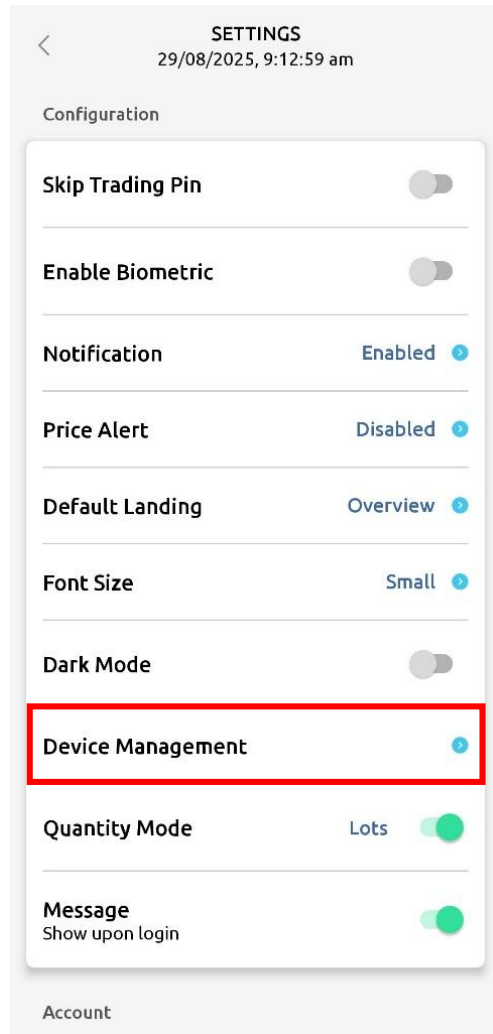 SETTINGS
29/08/2025, 9:12:59 am
Configuration
Skip Trading Pin
Enable Biometric
Notification Enabled
Price Alert Disabled
Default Landing Overview
Font Size Small
Dark Mode
Device Management
Quantity Mode Lots
Message
Show upon login
Account